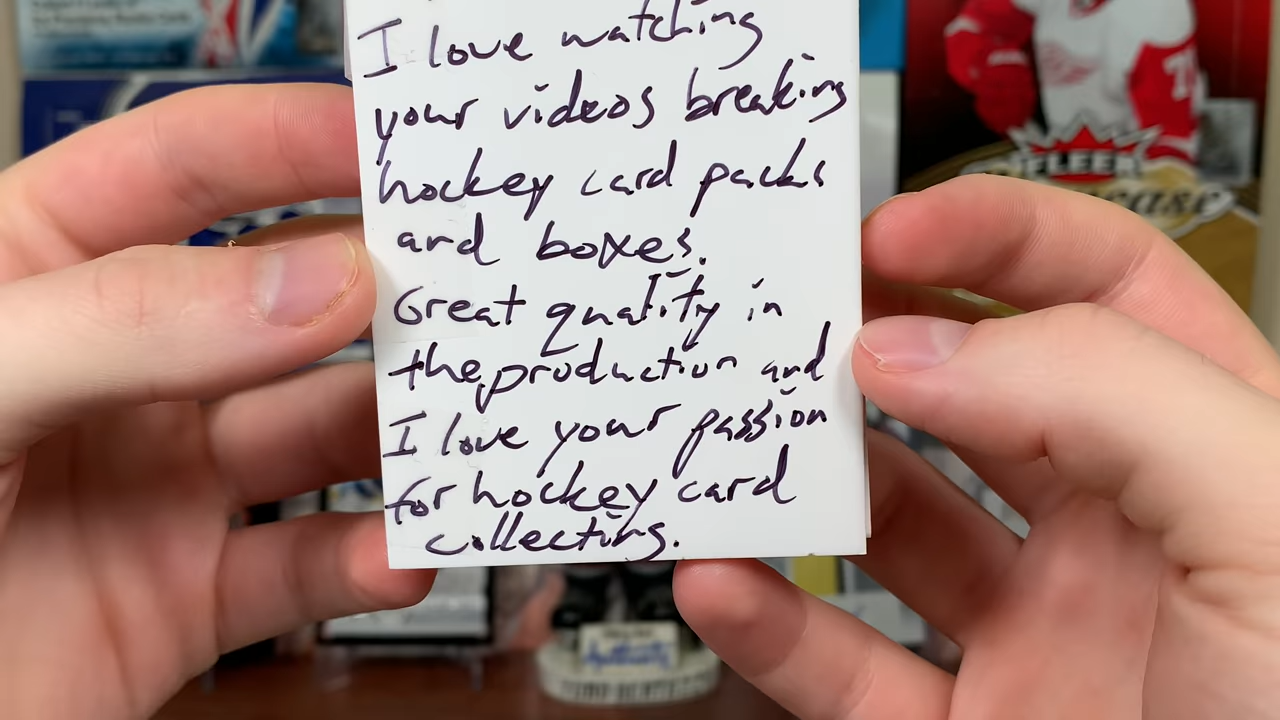 I love watching
your videos breaking
hockey card packs
and boxes.
Great quality in
the production and
I love your passion
for hockey card
collecting.
FLEER